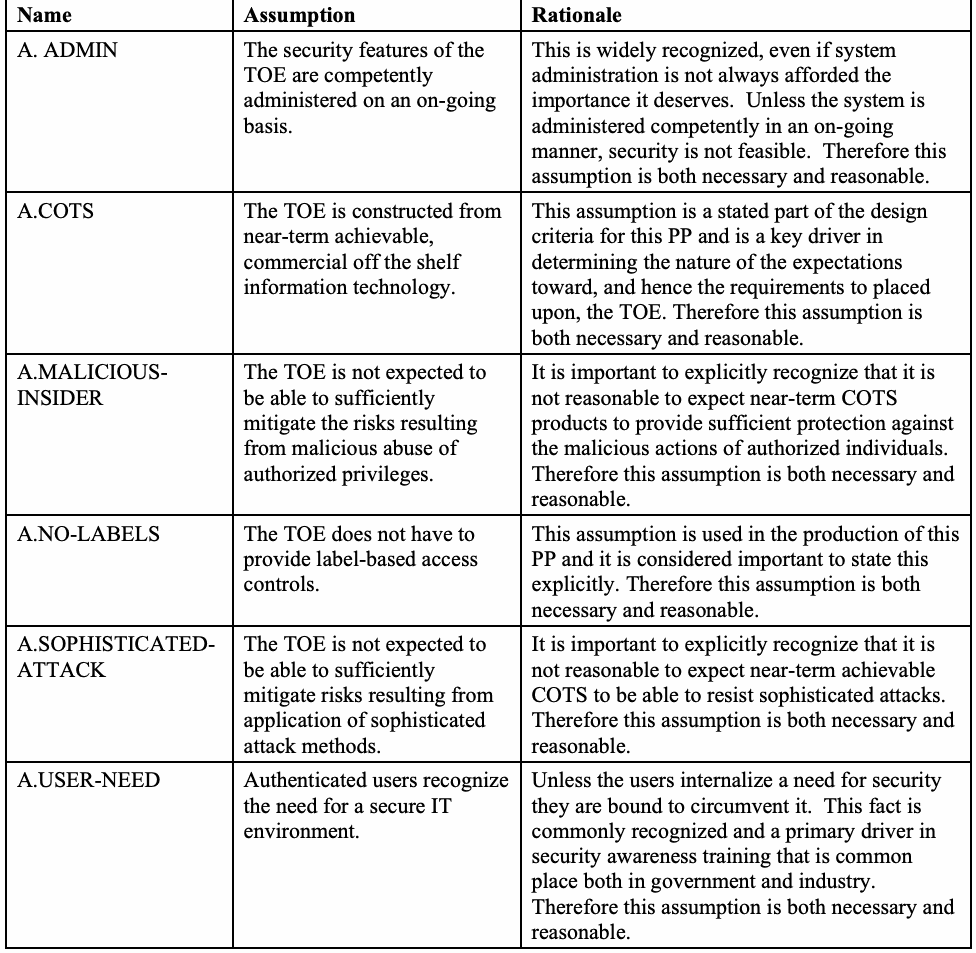 Name
Assumption
Rationale
A. ADMIN
The security features of the
TOE are competently
administered on an on-going
basis.
This is widely recognized, even if system
administration is not always afforded the
importance it deserves.  Unless the system is
administered competently in an on-going
manner, security is not feasible.  Therefore this
assumption is both necessary and reasonable.
A.COTS
The TOE is constructed from
near-term achievable,
commercial off the shelf
information technology.
This assumption is a stated part of the design
criteria for this PP and is a key driver in
determining the nature of the expectations
toward, and hence the requirements to placed
upon, the TOE. Therefore this assumption is
both necessary and reasonable.
A.MALICIOUS-
INSIDER
The TOE is not expected to
be able to sufficiently
mitigate the risks resulting
from malicious abuse of
authorized privileges.
It is important to explicitly recognize that it is
not reasonable to expect near-term COTS
products to provide sufficient protection against
the malicious actions of authorized individuals.
Therefore this assumption is both necessary and
reasonable.
A.NO-LABELS
The TOE does not have to
provide label-based access
controls.
This assumption is used in the production of this
PP and it is considered important to state this
explicitly. Therefore this assumption is both
necessary and reasonable.
A.SOPHISTICATED-
ATTACK
The TOE is not expected to
be able to sufficiently
mitigate risks resulting from
application of sophisticated
attack methods.
It is important to explicitly recognize that it is
not reasonable to expect near-term achievable
COTS to be able to resist sophisticated attacks.
Therefore this assumption is both necessary and
reasonable.
A.USER-NEED
Authenticated users recognize
the need for a secure IT
environment.
Unless the users internalize a need for security
they are bound to circumvent it.  This fact is
commonly recognized and a primary driver in
security awareness training that is common
place both in government and industry.
Therefore this assumption is both necessary and
reasonable.